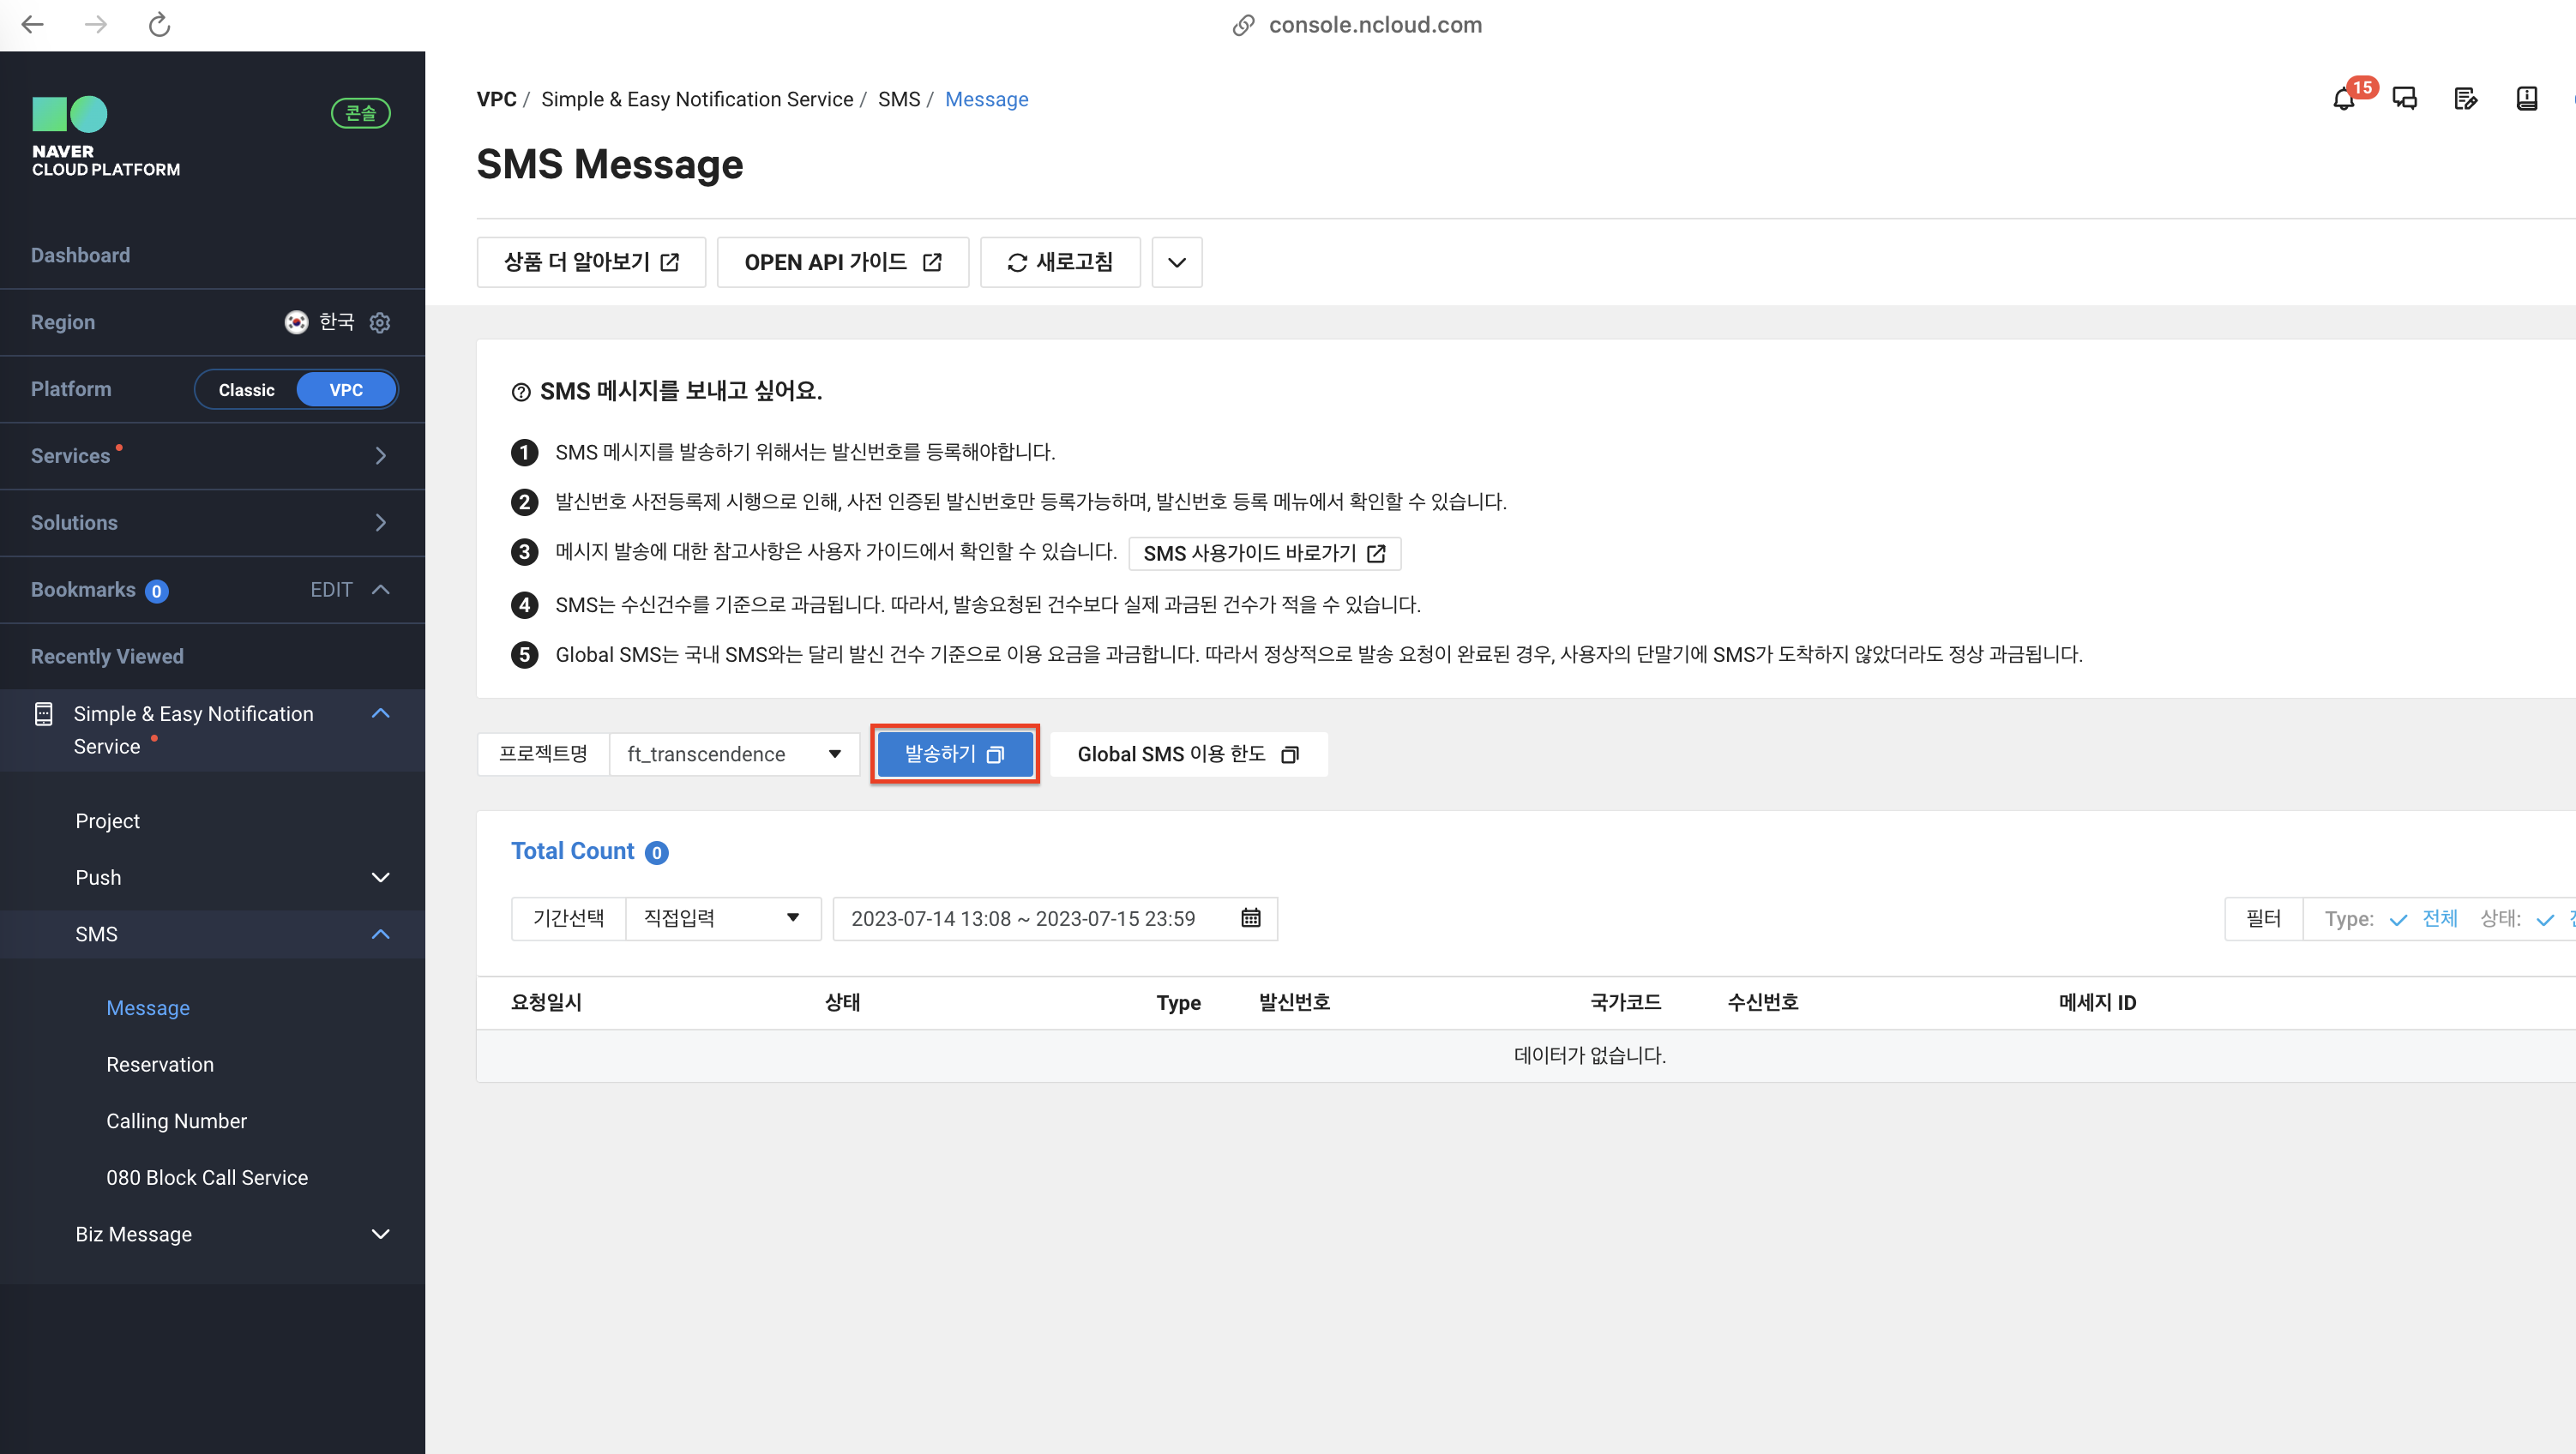 console.ncloud.com
NAVER
CLOUD PLATFORM
콘솔
Dashboard
Region 한국
Platform Classic VPC
Services
Solutions
Bookmarks 0 EDIT
Recently Viewed
Simple & Easy Notification
Service
Project
Push
SMS
Message
Reservation
Calling Number
080 Block Call Service
Biz Message
VPC / Simple & Easy Notification Service / SMS / Message
15
SMS Message
상품 더 알아보기 OPEN API 가이드 새로고침
SMS 메시지를 보내고 싶어요.
1 SMS 메시지를 발송하기 위해서는 발신번호를 등록해야합니다.
2 발신번호 사전등록제 시행으로 인해, 사전 인증된 발신번호만 등록가능하며, 발신번호 등록 메뉴에서 확인할 수 있습니다.
3 메시지 발송에 대한 참고사항은 사용자 가이드에서 확인할 수 있습니다. SMS 사용가이드 바로가기
4 SMS는 수신건수를 기준으로 과금됩니다. 따라서, 발송요청된 건수보다 실제 과금된 건수가 적을 수 있습니다.
5 Global SMS는 국내 SMS와는 달리 발신 건수 기준으로 이용 요금을 과금합니다. 따라서 정상적으로 발송 요청이 완료된 경우, 사용자의 단말기에 SMS가 도착하지 않았더라도 정상 과금됩니다.
프로젝트명 ft_transcendence 발송하기 Global SMS 이용 한도
Total Count 0
기간선택 직접입력 2023-07-14 13:08 ~ 2023-07-15 23:59 필터 Type: 전체 상태:
요청일시 상태 Type 발신번호 국가코드 수신번호 메세지 ID
데이터가 없습니다.